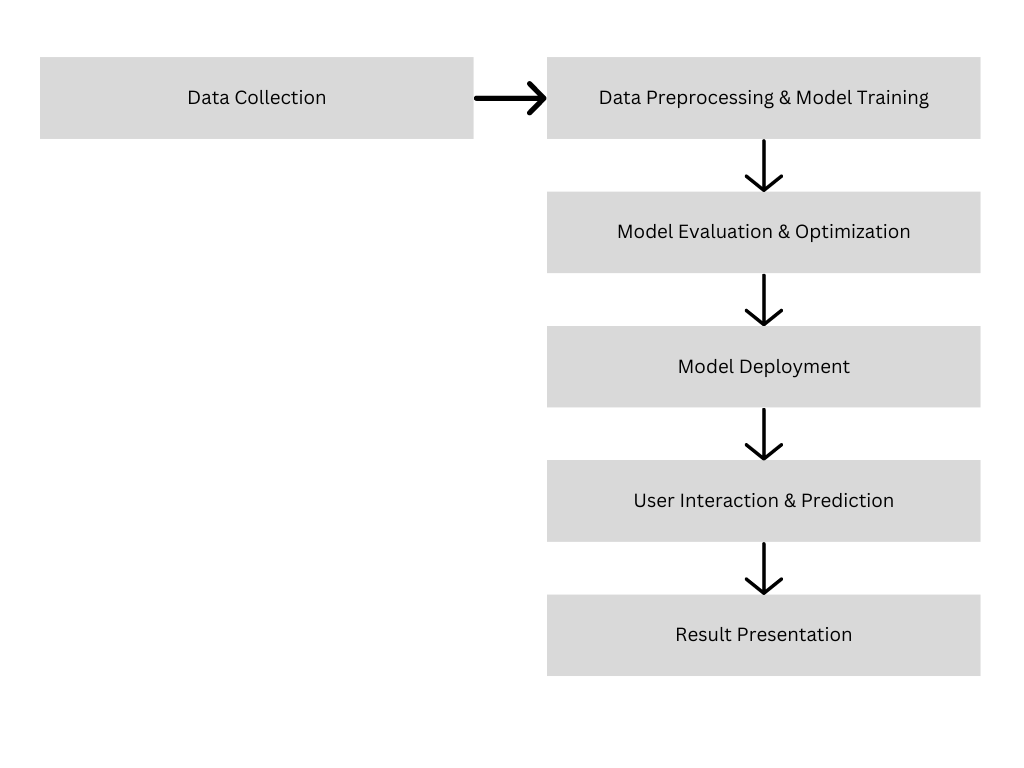 Data Collection
Data Preprocessing & Model Training
Model Evaluation & Optimization
Model Deployment
User Interaction & Prediction
Result Presentation